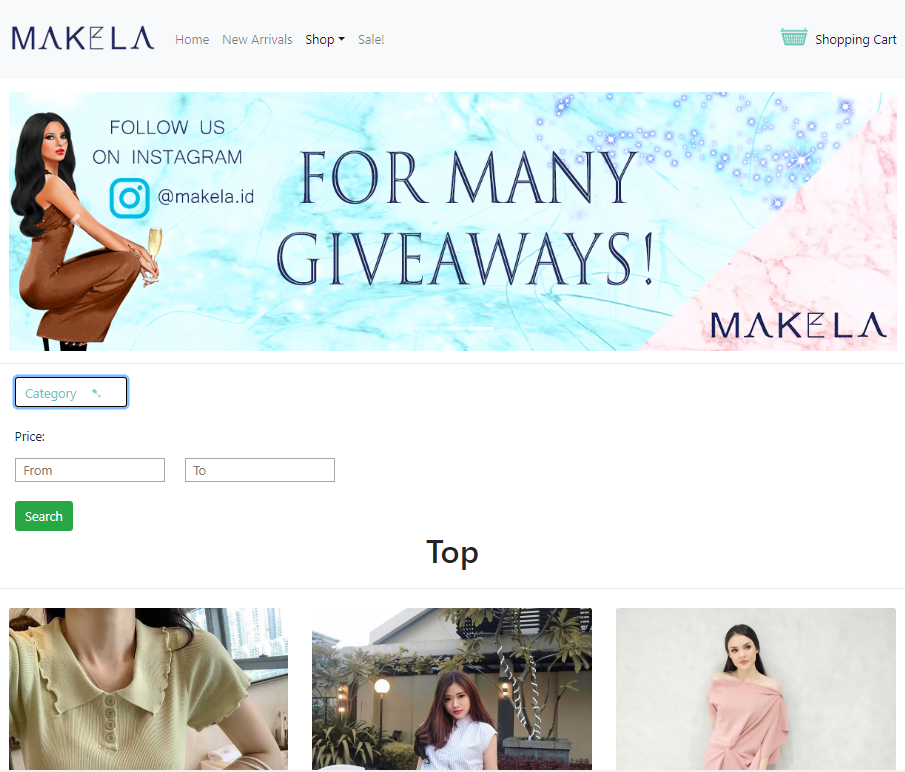 MAKELA Home New Arrivals Shop Sale! Shopping Cart
FOLLOW US
ON INSTAGRAM
@makela.id
FOR MANY
GIVEAWAYS!
MAKELA
Category
Price:
From To
Search
Top